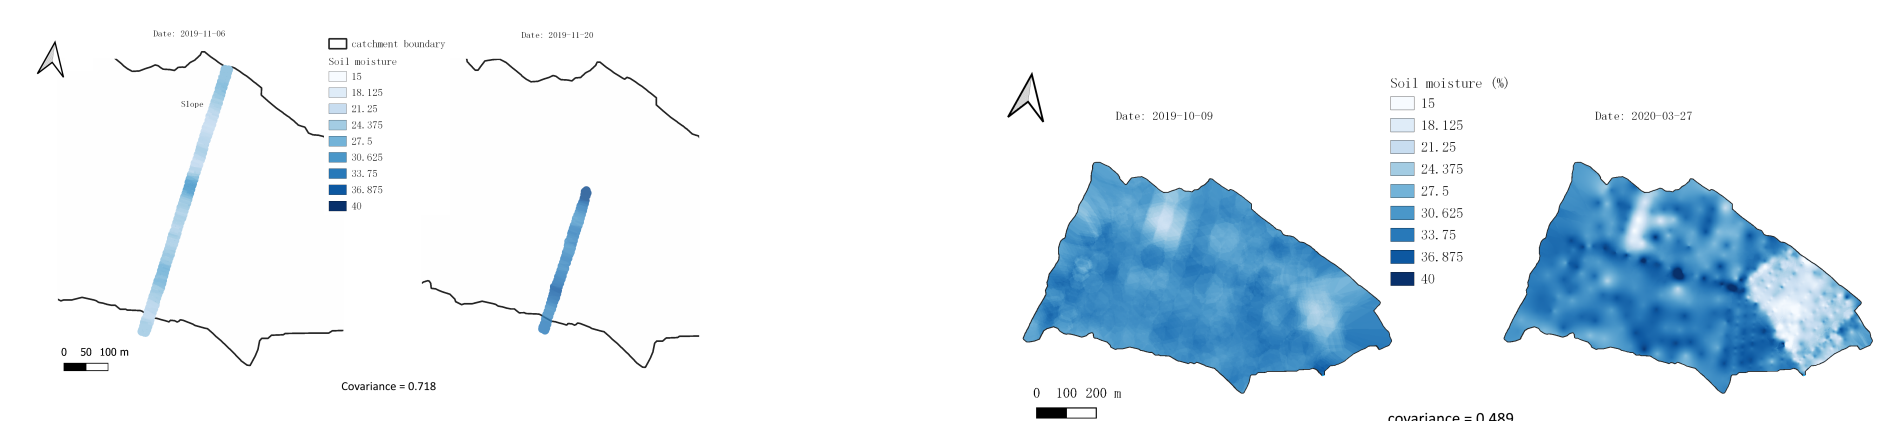 Date: 2019-11-06
Slope
catchment boundary
Soil moisture
15
18.125
21.25
24.375
27.5
30.625
33.75
36.875
40
Date: 2019-11-20
0 50 100 m
Covariance = 0.718
Date: 2019-10-09
Soil moisture (%)
15
18.125
21.25
24.375
27.5
30.625
33.75
36.875
40
Date: 2020-03-27
0 100 200 m
covariance = 0.489